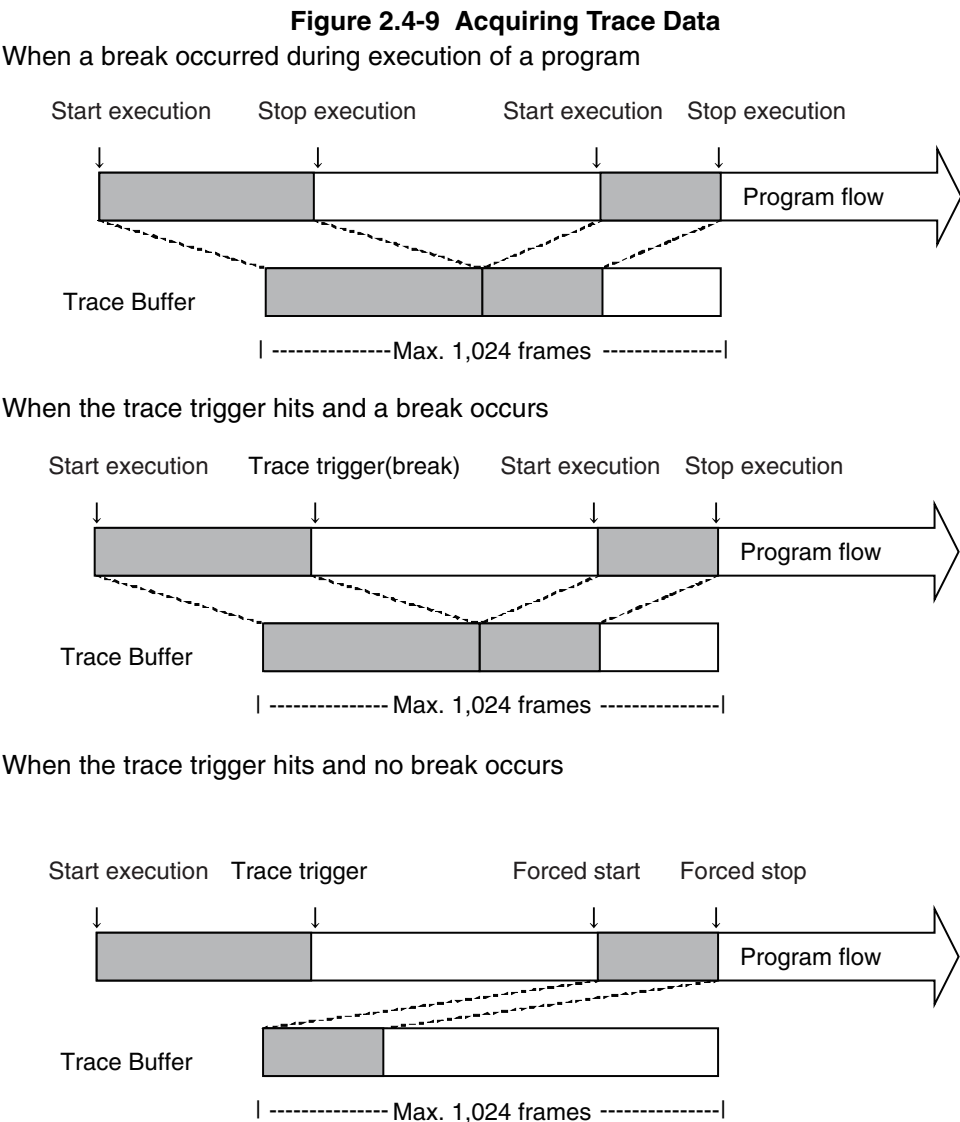 Figure 2.4-9 Acquiring Trace Data
When a break occurred during execution of a program
Start execution Stop execution Start execution Stop execution
Program flow
Trace Buffer
Max. 1,024 frames
When the trace trigger hits and a break occurs
Start execution Trace trigger(break) Start execution Stop execution
Program flow
Trace Buffer
Max. 1,024 frames
When the trace trigger hits and no break occurs
Start execution Trace trigger Forced start Forced stop
Program flow
Trace Buffer
Max. 1,024 frames